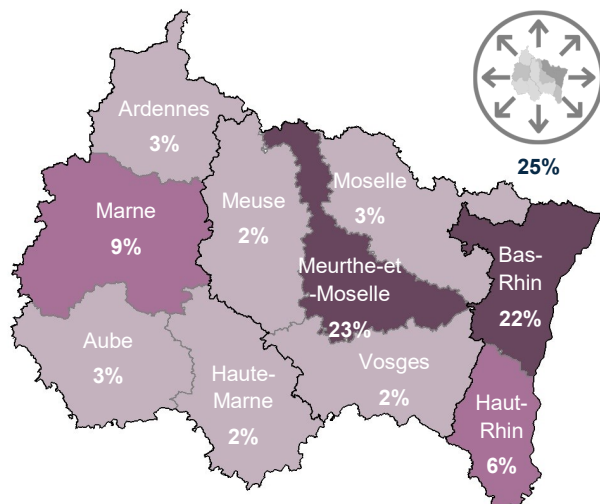 Ardennes
3%
25%
Marne
9%
Meuse
2%
Moselle
3%
Meurthe-et
-Moselle
23%
Bas-
Rhin
22%
Aube
3%
Haute-
Marne
2%
Vosges
2%
Haut-
Rhin
6%